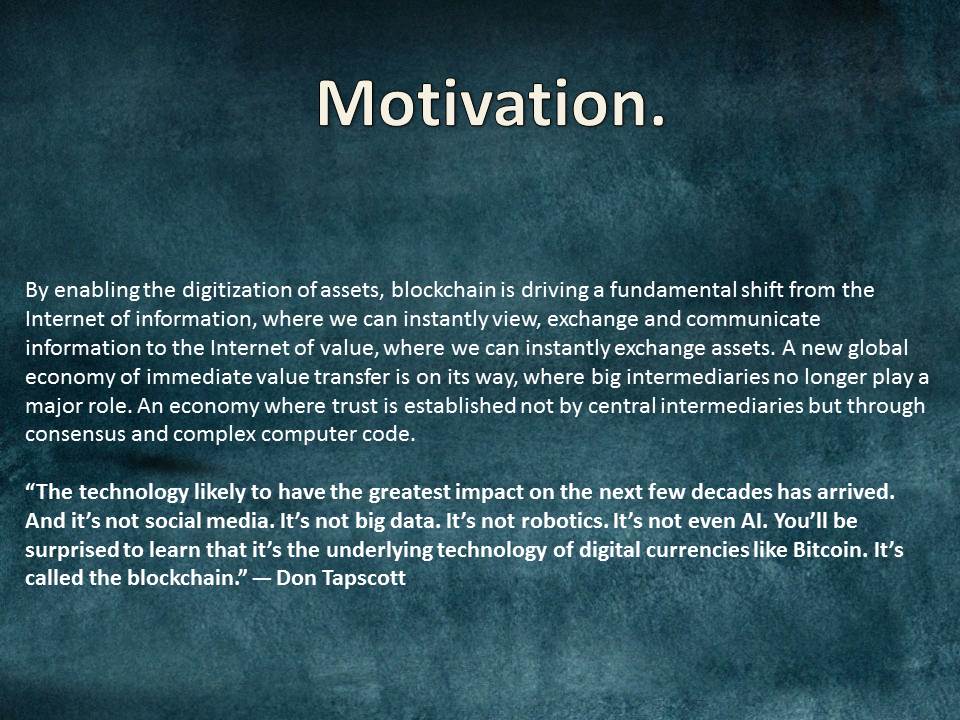 Motivation.
By enabling the digitization of assets, blockchain is driving a fundamental shift from the
Internet of information, where we can instantly view, exchange and communicate
information to the Internet of value, where we can instantly exchange assets. A new global
economy of immediate value transfer is on its way, where big intermediaries no longer play a
major role. An economy where trust is established not by central intermediaries but through
consensus and complex computer code.
“The technology likely to have the greatest impact on the next few decades has arrived.
And it’s not social media. It’s not big data. It’s not robotics. It’s not even AI. You’ll be
surprised to learn that it’s the underlying technology of digital currencies like Bitcoin. It’s
called the blockchain.” — Don Tapscott